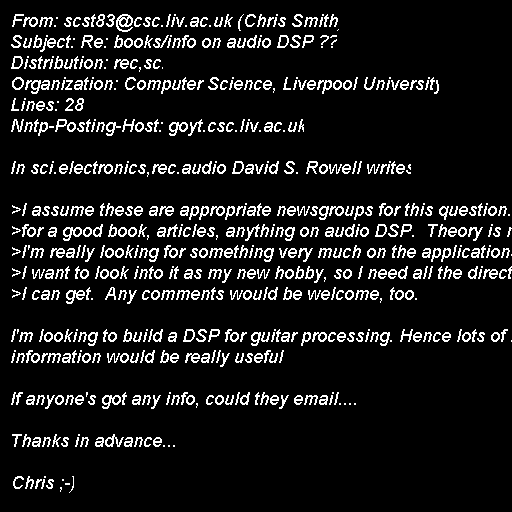 From: scst83@csc.liv.ac.uk (Chris Smith)
Subject: Re: books/info on audio DSP ??
Distribution: rec,sc
Organization: Computer Science, Liverpool University
Lines: 28
Nntp-Posting-Host: goyt.csc.liv.ac.uk
In sci.electronics,rec.audio David S. Rowell writes
>I assume these are appropriate newsgroups for this question.
>for a good book, articles, anything on audio DSP.  Theory is
>I'm really looking for something very much on the application
>I want to look into it as my new hobby, so I need all the direct
>I can get.  Any comments would be welcome, too.
I'm looking to build a DSP for guitar processing. Hence lots of
information would be really useful
If anyone's got any info, could they email....
Thanks in advance...
Chris ;-)